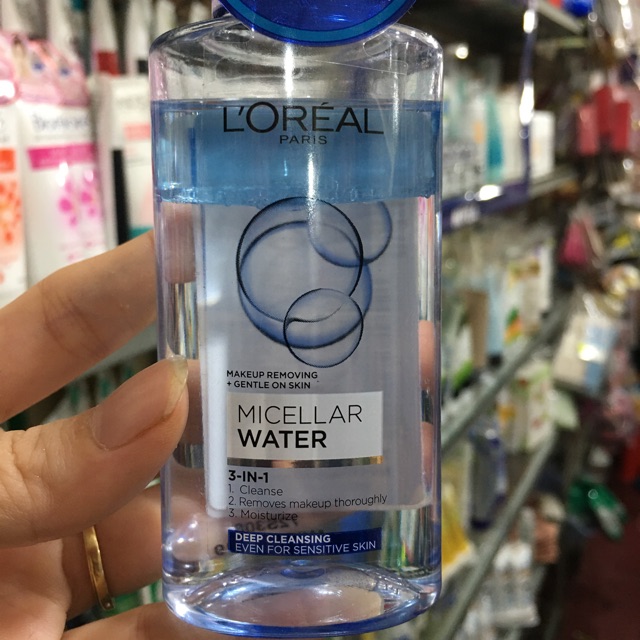 L'ORÉAL
PARIS
MAKEUP REMOVING
+ GENTLE ON SKIN
MICELLAR
WATER
3-IN-1
1. Cleanse
2. Removes makeup thoroughly
3. Moisturize
DEEP CLEANSING
EVEN FOR SENSITIVE SKIN